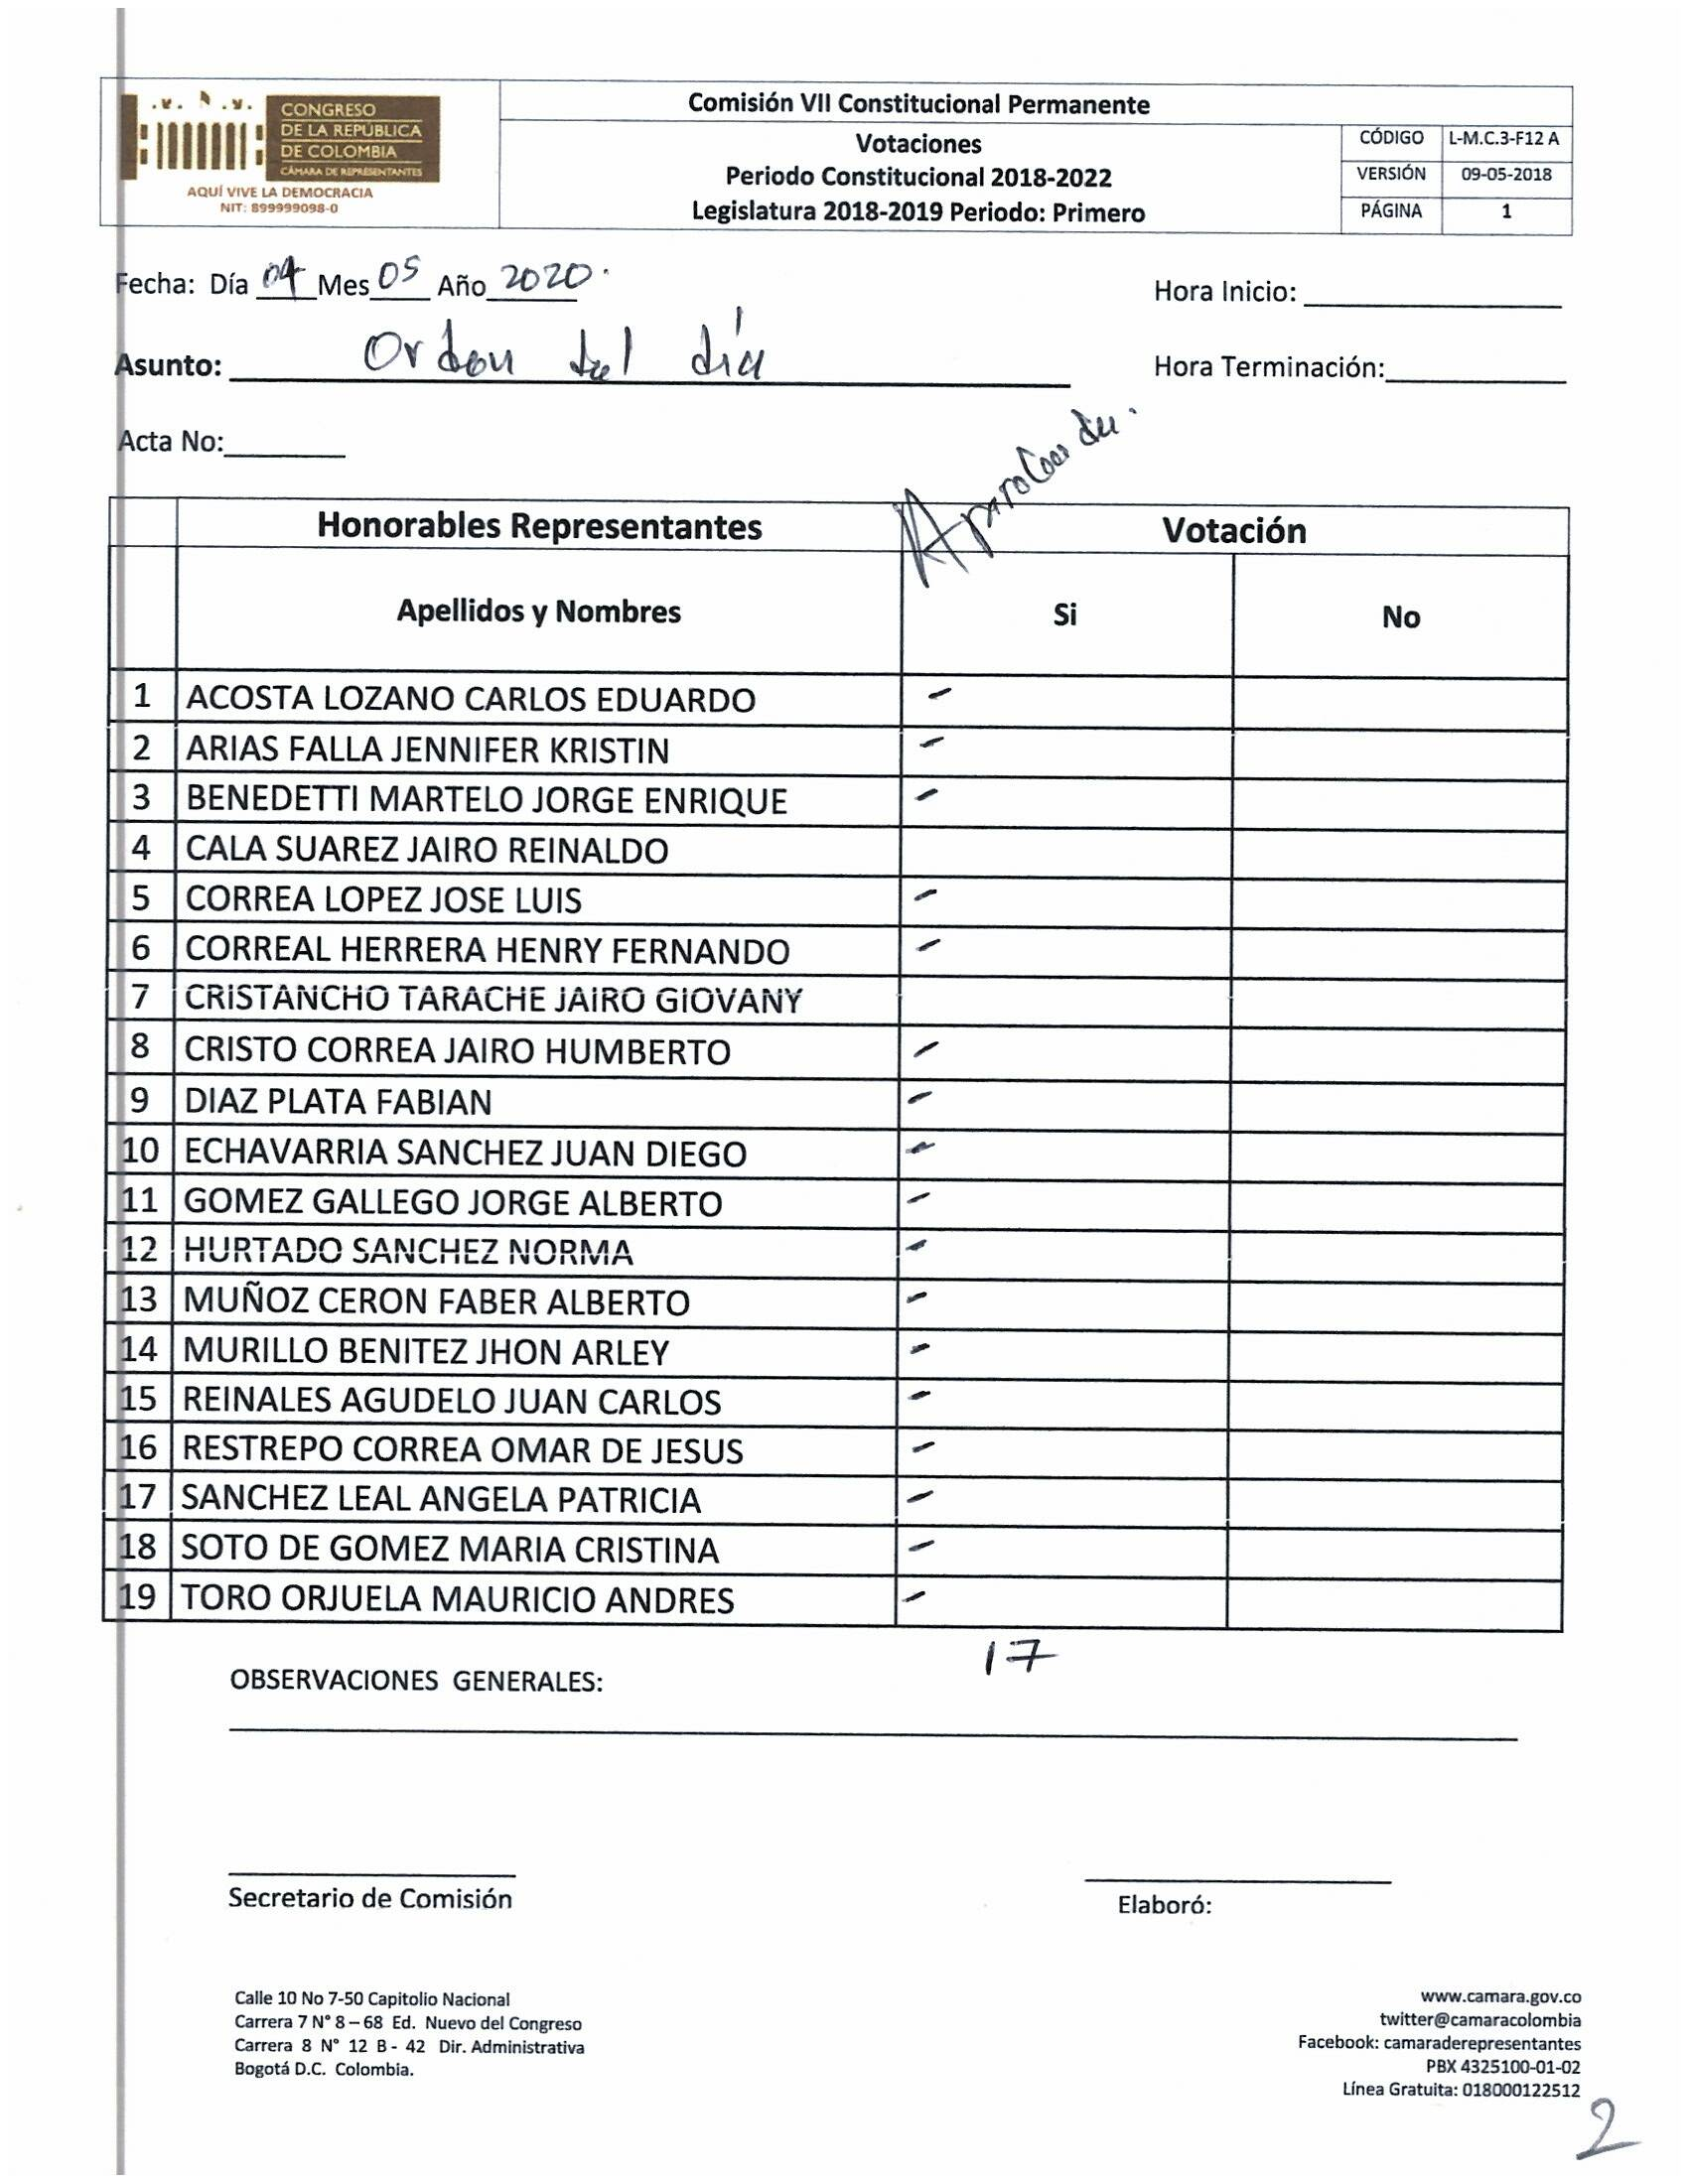 CONGRESO
DE LA REPÚBLICA
DE COLOMBIA
CÁMARA DE REPRESENTANTES
AQUÍ VIVE LA DEMOCRACIA
NIT: 899999098-0
Comisión VII Constitucional Permanente
Votaciones
Periodo Constitucional 2018-2022
Legislatura 2018-2019 Periodo: Primero
CÓDIGO L-M.C.3-F12 A
VERSIÓN 09-05-2018
PÁGINA 1
Fecha: Día 04 Mes 05 Año 2020.
Hora Inicio:
Asunto: Orden del día
Hora Terminación:
Acta No:
Honorables Representantes Votación
Apellidos y Nombres Si No
1 ACOSTA LOZANO CARLOS EDUARDO -
2 ARIAS FALLA JENNIFER KRISTIN -
3 BENEDETTI MARTELO JORGE ENRIQUE -
4 CALA SUAREZ JAIRO REINALDO
5 CORREA LOPEZ JOSE LUIS -
6 CORREAL HERRERA HENRY FERNANDO -
7 CRISTANCHO TARACHE JAIRO GIOVANY
8 CRISTO CORREA JAIRO HUMBERTO -
9 DIAZ PLATA FABIAN -
10 ECHAVARRIA SANCHEZ JUAN DIEGO -
11 GOMEZ GALLEGO JORGE ALBERTO -
12 HURTADO SANCHEZ NORMA -
13 MUÑOZ CERON FABER ALBERTO -
14 MURILLO BENITEZ JHON ARLEY -
15 REINALES AGUDELO JUAN CARLOS -
16 RESTREPO CORREA OMAR DE JESUS -
17 SANCHEZ LEAL ANGELA PATRICIA -
18 SOTO DE GOMEZ MARIA CRISTINA -
19 TORO ORJUELA MAURICIO ANDRES -
17
OBSERVACIONES GENERALES:
Secretario de Comisión
Elaboró:
Calle 10 No 7-50 Capitolio Nacional
Carrera 7 N° 8 – 68 Ed. Nuevo del Congreso
Carrera 8 N° 12 B - 42 Dir. Administrativa
Bogotá D.C. Colombia.
www.camara.gov.co
twitter@camaracolombia
Facebook: camaraderepresentantes
PBX 4325100-01-02
Línea Gratuita: 018000122512
2